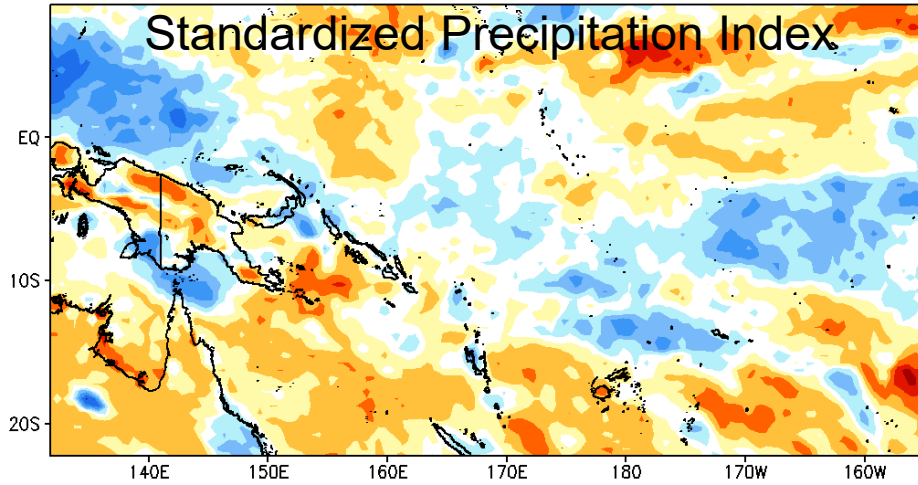 Standardized Precipitation Index
EQ
10S
20S
140E 150E 160E 170E 180 170W 160W